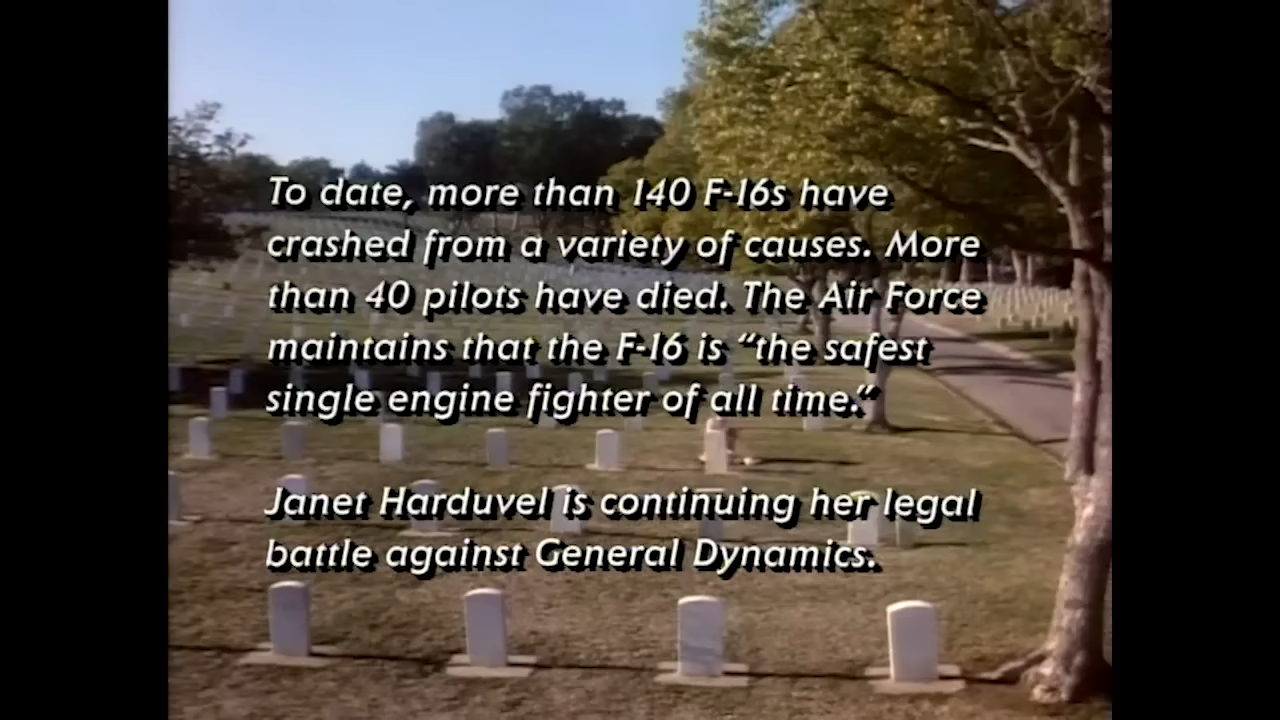 To date, more than 140 F-16s have
crashed from a variety of causes. More
than 40 pilots have died. The Air Force
maintains that the F-16 is “the safest
single engine fighter of all time.”
Janet Harduvel is continuing her legal
battle against General Dynamics.